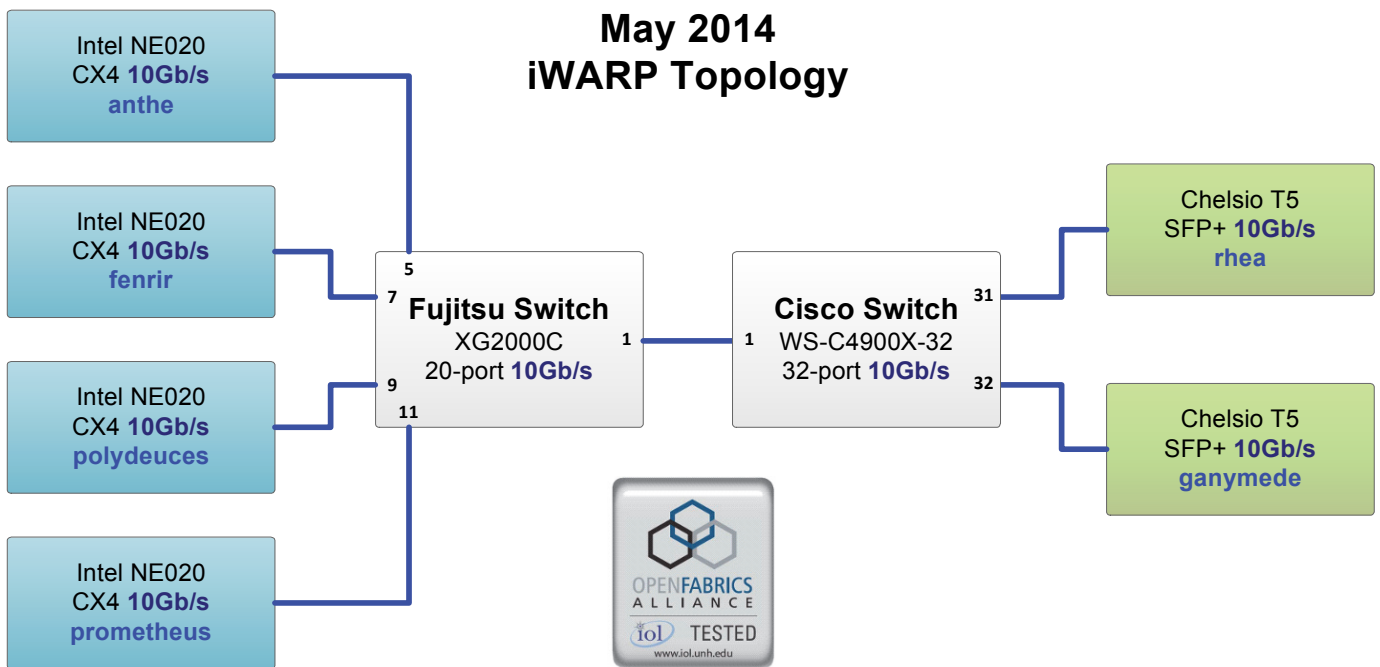 May 2014
iWARP Topology
Intel NE020
CX4 10Gb/s
anthe
Intel NE020
CX4 10Gb/s
fenrir
Intel NE020
CX4 10Gb/s
polydeuces
Intel NE020
CX4 10Gb/s
prometheus
5
7
9
11
Fujitsu Switch
XG2000C
20-port 10Gb/s
1
1
Cisco Switch
WS-C4900X-32
32-port 10Gb/s
31
32
Chelsio T5
SFP+ 10Gb/s
rhea
Chelsio T5
SFP+ 10Gb/s
ganymede
OPENFABRICS
ALLIANCE
iol TESTED
www.iol.unh.edu